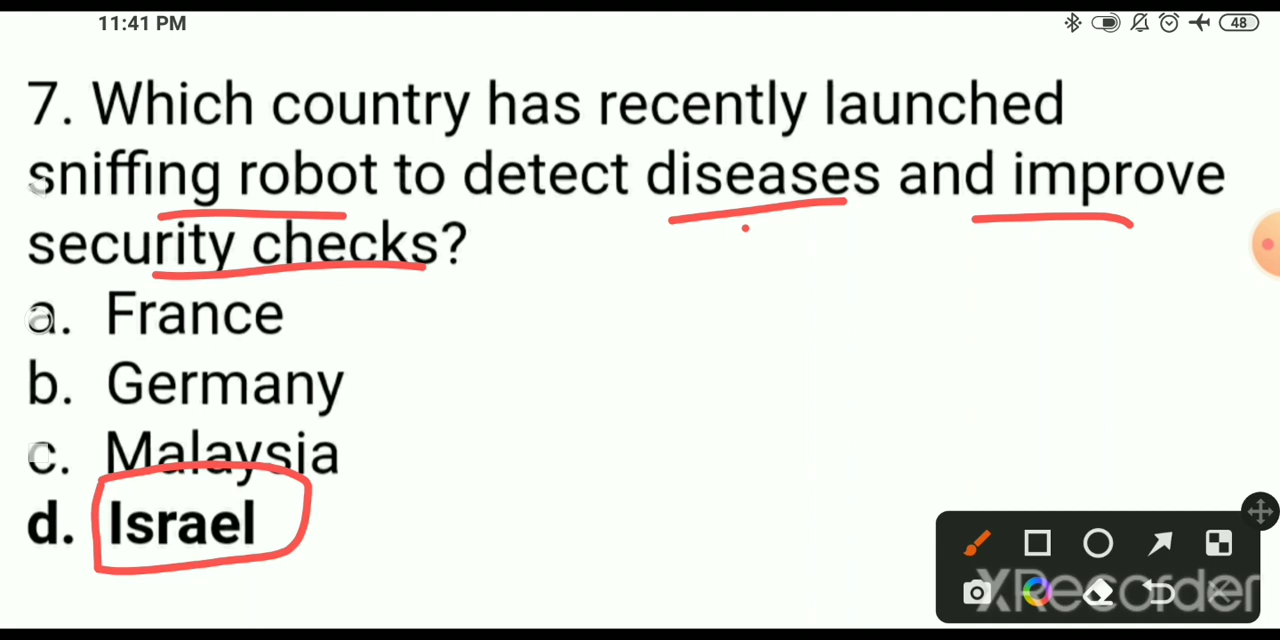 11:41 PM
48
7. Which country has recently launched
sniffing robot to detect diseases and improve
security checks?
a. France
b. Germany
c. Malaysia
d. Israel
XRecorder